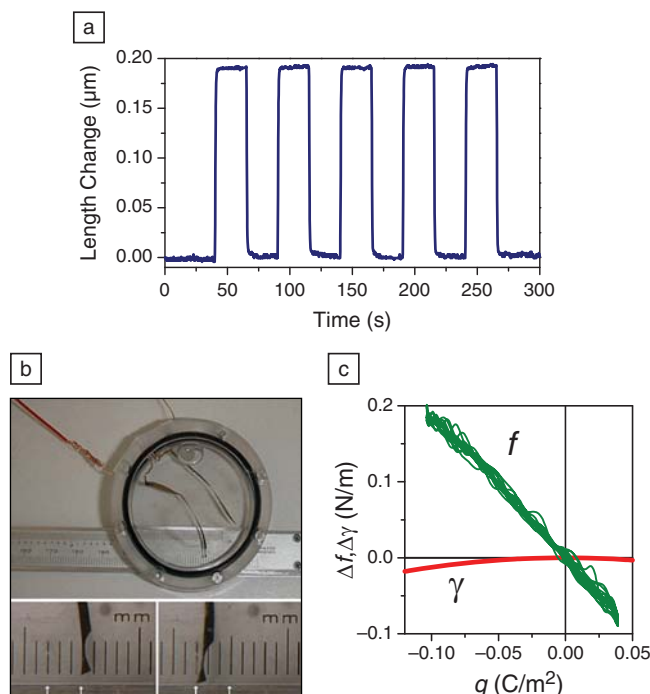 a
0.20
0.15
0.10
0.05
0.00
Length Change (μm)
0 50 100 150 200 250 300
Time (s)
b
mm mm
c
0.2
0.1
0.0
−0.1
Δf,Δγ (N/m)
f
γ
−0.10 −0.05 0.00 0.05
q (C/m²)